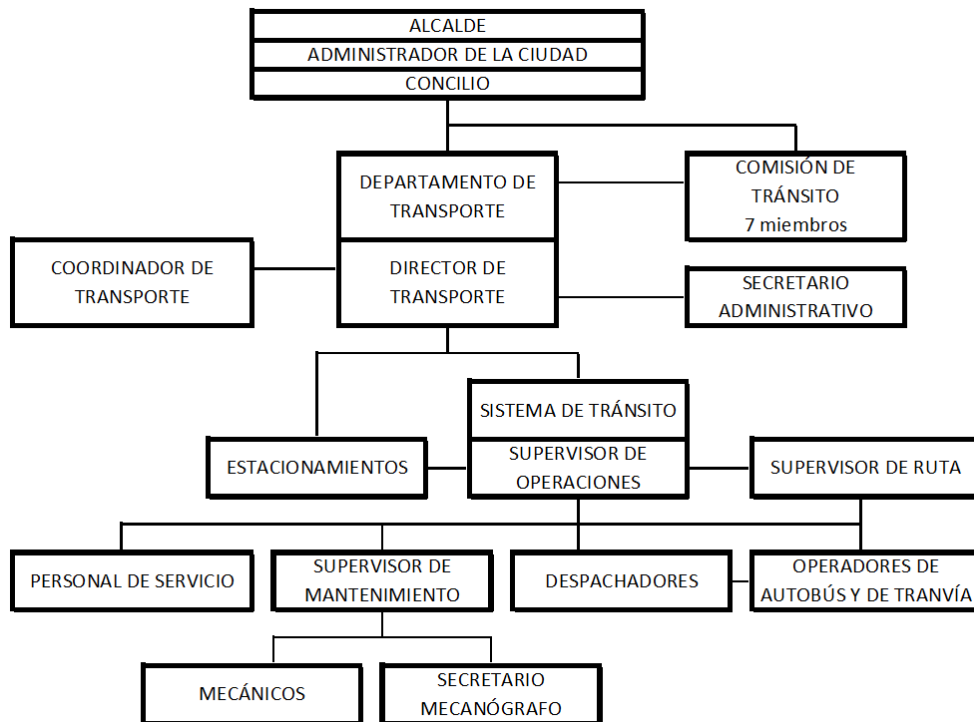 ALCALDE
ADMINISTRADOR DE LA CIUDAD
CONCILIO
DEPARTAMENTO DE
TRANSPORTE
COMISIÓN DE
TRÁNSITO
7 miembros
COORDINADOR DE
TRANSPORTE
DIRECTOR DE
TRANSPORTE
SECRETARIO
ADMINISTRATIVO
SISTEMA DE TRÁNSITO
ESTACIONAMIENTOS
SUPERVISOR DE
OPERACIONES
SUPERVISOR DE RUTA
PERSONAL DE SERVICIO
SUPERVISOR DE
MANTENIMIENTO
DESPACHADORES
OPERADORES DE
AUTOBÚS Y DE TRANVÍA
MECÁNICOS
SECRETARIO
MECANÓGRAFO